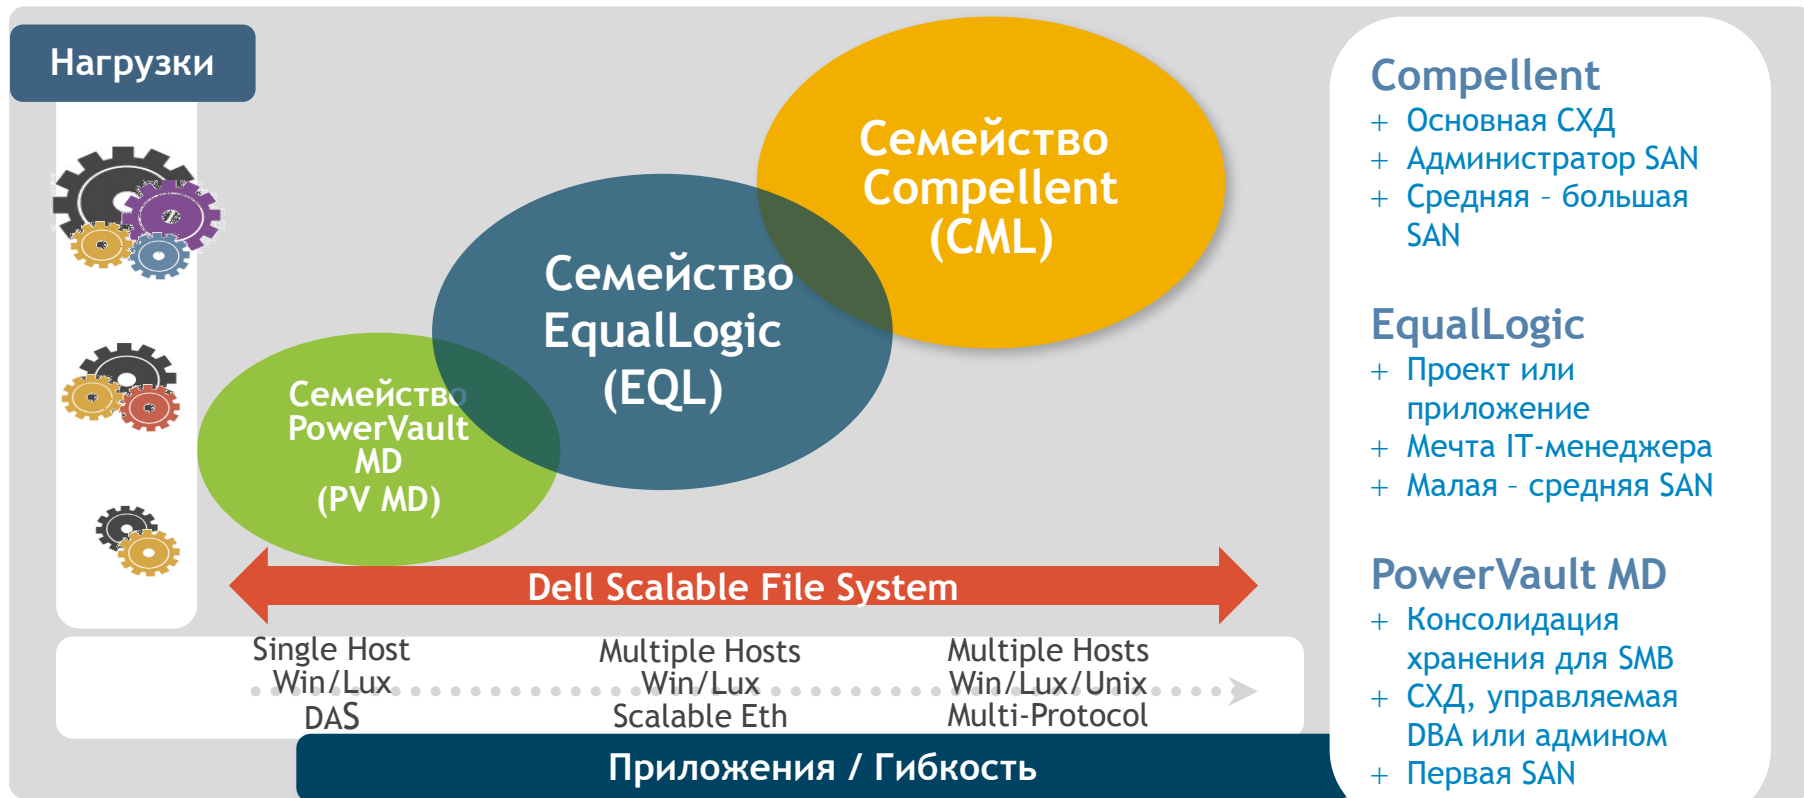 Нагрузки
Семейство
Compellent
(CML)
Семейство
EqualLogic
(EQL)
Семейство
PowerVault
MD
(PV MD)
Dell Scalable File System
Single Host
Win/Lux
DAS
Multiple Hosts
Win/Lux
Scalable Eth
Multiple Hosts
Win/Lux/Unix
Multi-Protocol
Приложения / Гибкость
Compellent
+ Основная СХД
+ Администратор SAN
+ Средняя – большая
SAN
EqualLogic
+ Проект или
приложение
+ Мечта IT-менеджера
+ Малая – средняя SAN
PowerVault MD
+ Консолидация
хранения для SMB
+ СХД, управляемая
DBA или админом
+ Первая SAN